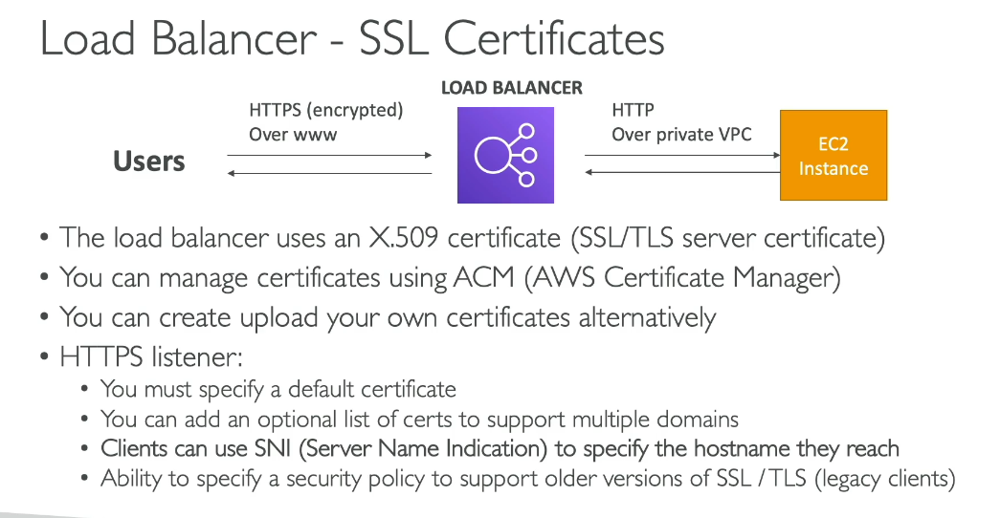 Load Balancer - SSL Certificates
LOAD BALANCER
HTTPS (encrypted)
Over www
HTTP
Over private VPC
Users
EC2
Instance
• The load balancer uses an X.509 certificate (SSL/TLS server certificate)
• You can manage certificates using ACM (AWS Certificate Manager)
• You can create upload your own certificates alternatively
• HTTPS listener:
• You must specify a default certificate
• You can add an optional list of certs to support multiple domains
• Clients can use SNI (Server Name Indication) to specify the hostname they reach
• Ability to specify a security policy to support older versions of SSL / TLS (legacy clients)